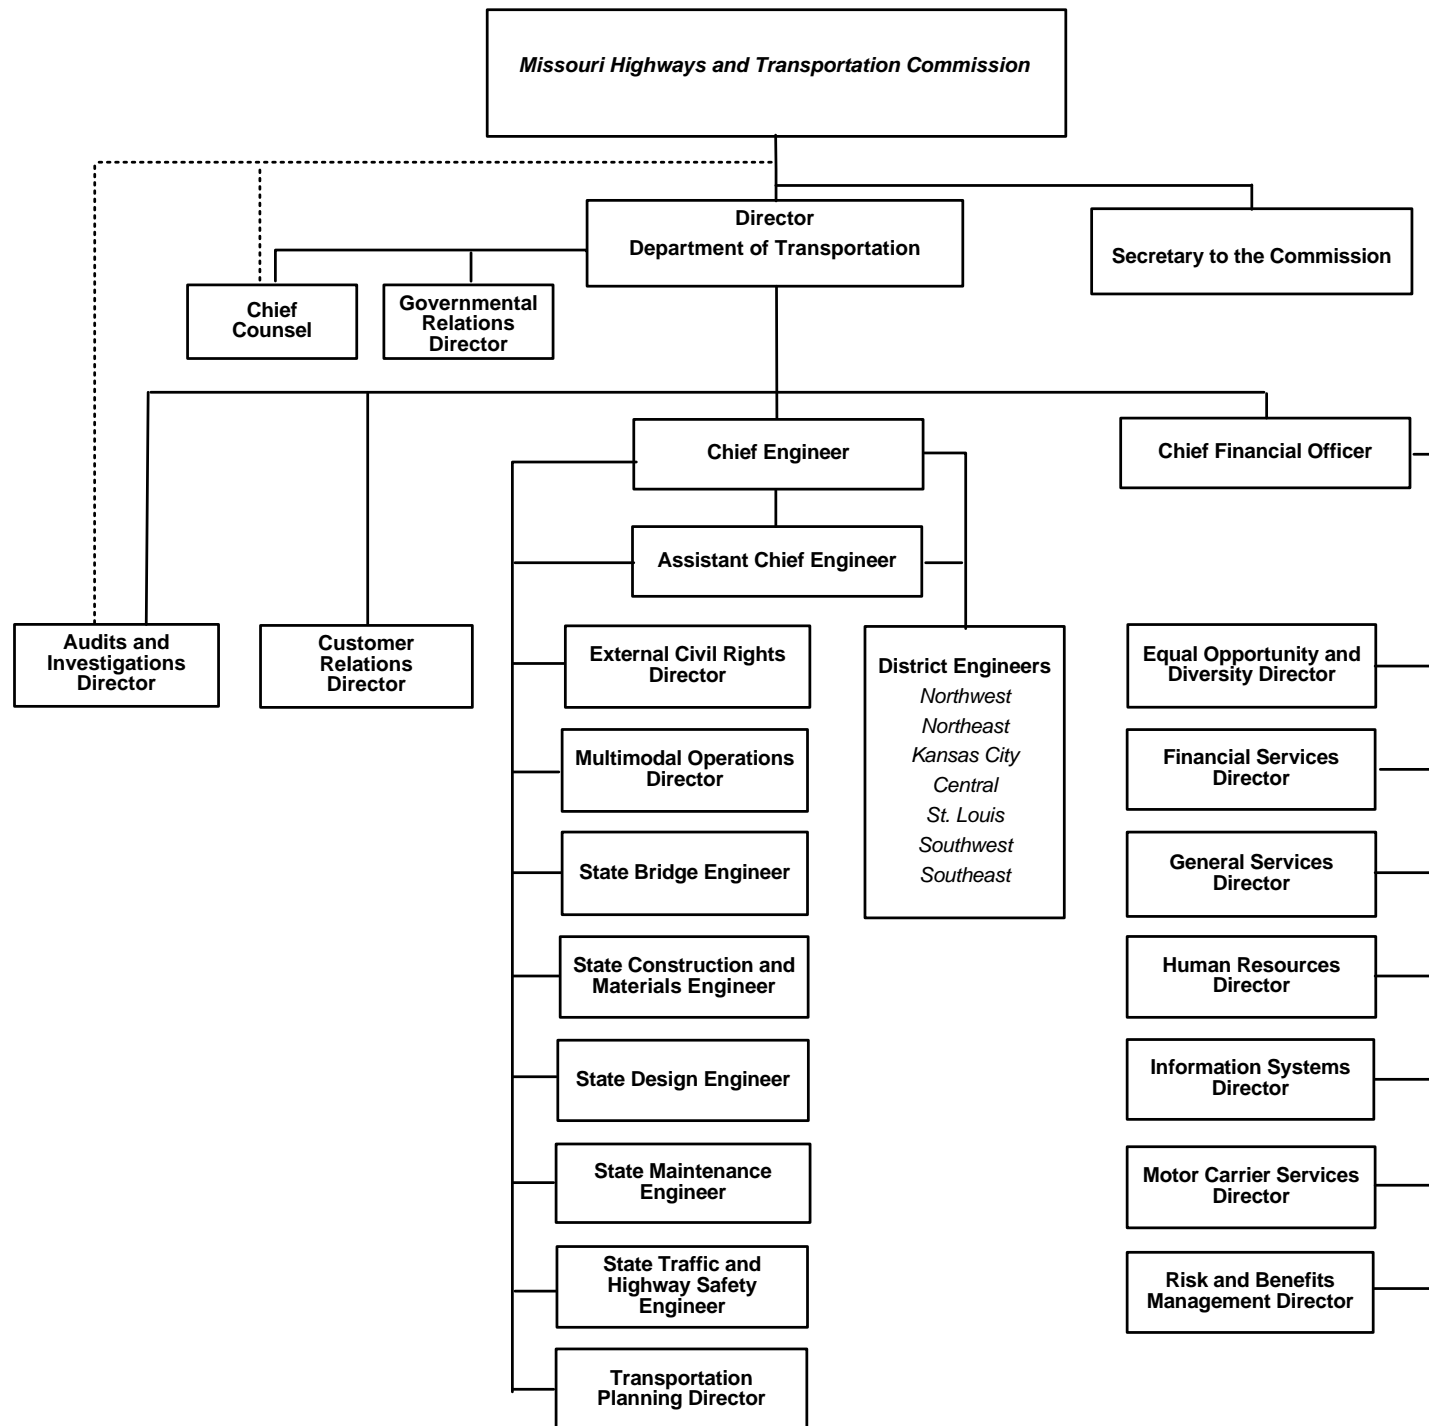 Missouri Highways and Transportation Commission
Director
Department of Transportation
Secretary to the Commission
Chief
Counsel
Governmental
Relations
Director
Chief Engineer
Chief Financial Officer
Assistant Chief Engineer
Audits and
Investigations
Director
Customer
Relations
Director
External Civil Rights
Director
Multimodal Operations
Director
State Bridge Engineer
State Construction and
Materials Engineer
State Design Engineer
State Maintenance
Engineer
State Traffic and
Highway Safety
Engineer
Transportation
Planning Director
District Engineers
Northwest
Northeast
Kansas City
Central
St. Louis
Southwest
Southeast
Equal Opportunity and
Diversity Director
Financial Services
Director
General Services
Director
Human Resources
Director
Information Systems
Director
Motor Carrier Services
Director
Risk and Benefits
Management Director